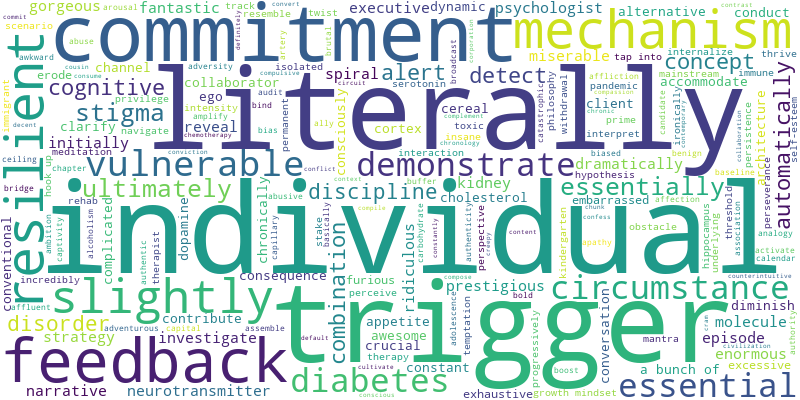 gorgeous
fantastic
track
arousal
convert
resemble
twist
executive
dynamic
psychologist
alternative
contrast
conduct
scenario
awkward
abuse
commitment
mechanism
definitely
artery
brutal
isolated
broadcast
corporation
tap into
internalize
thrive
mainstream
immune
resilient
erode
channel
spiral
alert
detect
concept
cousin
consume
adversity
compulsive
serotonin
affliction
pandemic
accommodate
immigrant
cognitive
privilege
collaborator
audit
circuit
literally
cereal
client
compassion
chronic
prime
candidate
ironically
contemporary
automatically
decent
stigma
ego
intensity
amplify
bind
permanent
ally
complement
toxic
insane
chronology
catastrophic
philosophy
withdrawal
interpret
architecture
collaboration
self-esteem
clarify
navigate
reveal
bias
chemotherapy
consciously
cortex
biased
benign
persistence
ceiling
initially
meditation
conviction
conflict
interaction
hypothesis
baseline
perseverance
bridge
hook up
chapter
vulnerable
demonstrate
dramatically
rehab
ultimately
abusive
context
buffer
discipline
kidney
cholesterol
essentially
embarrassed
affection
threshold
conventional
ambition
captivity
alcoholism
complicated
authentic
therapist
dopamine
chronically
capillary
stake
basically
compile
carbohydrate
authenticity
constantly
perspective
creepy
content
individual
kindergarten
chunk
confess
apathy
obstacle
hippocampus
underlying
association
analogy
activate
calendar
counterintuitive
incredibly
affluent
consequence
combination
furious
perceive
ridiculous
prestigious
compose
bold
circumstance
slightly
trigger
disorder
adventurous
capital
assemble
contribute
strategy
investigate
default
appetite
awesome
crucial
therapy
cultivate
conscious
adolescence
temptation
constant
progressively
boost
conversation
cram
mantra
civilization
diminish
molecule
episode
enormous
authority
excessive
a bunch of
feedback
narrative
neurotransmitter
diabetes
exhaustive
growth mindset
essential